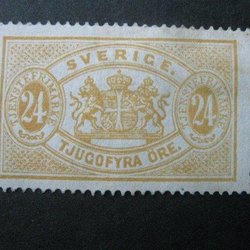 SVERIGE.
TJENSTEFRIMÄRKE
24
TJENSTEFRIMÄRKE
24
TJUGOFYRA ÖRE.